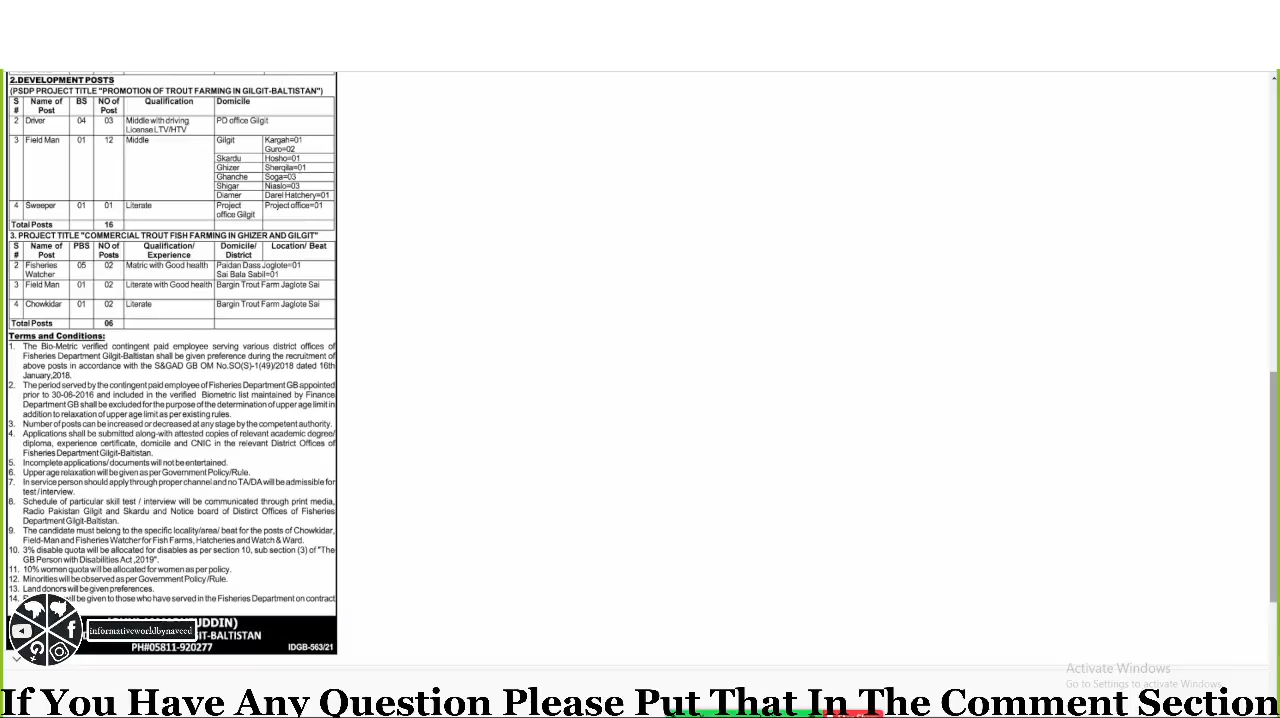 2.DEVELOPMENT POSTS
(PSDP PROJECT TITLE "PROMOTION OF TROUT FARMING IN GILGIT-BALTISTAN")
S # Name of Post BS NO of Post Qualification Domicile
2 Driver 04 03 Middle with driving License LTV/HTV PD office Gilgit
3 Field Man 01 12 Middle Gilgit Kargah=01
Guro=02
Skardu Hosho=01
Ghizer Sherqila=01
Ghanche Soga=03
Shigar Niaslo=03
Diamer Darel Hatchery=01
4 Sweeper 01 01 Literate Project office Gilgit Project office=01
Total Posts 16
3. PROJECT TITLE "COMMERCIAL TROUT FISH FARMING IN GHIZER AND GILGIT"
S # Name of Post PBS NO of Posts Qualification/ Experience Domicile/ District Location/ Beat
2 Fisheries Watcher 05 02 Matric with Good health Paidan Dass Joglote=01
Sai Bala Sabil=01
3 Field Man 01 02 Literate with Good health Bargin Trout Farm Jaglote Sai
4 Chowkidar 01 02 Literate Bargin Trout Farm Jaglote Sai
Total Posts 06
Terms and Conditions:
1. The Bio-Metric verified contingent paid employee serving various district offices of
Fisheries Department Gilgit-Baltistan shall be given preference during the recruitment of
above posts in accordance with the S&GAD GB OM No.SO(S)-1(49)/2018 dated 16th
January,2018.
2. The period served by the contingent paid employee of Fisheries Department GB appointed
prior to 30-06-2016 and included in the verified Biometric list maintained by Finance
Department GB shall be excluded for the purpose of the determination of upper age limit in
addition to relaxation of upper age limit as per existing rules.
3. Number of posts can be increased or decreased at any stage by the competent authority.
4. Applications shall be submitted along-with attested copies of relevant academic degree/
diploma, experience certificate, domicile and CNIC in the relevant District Offices of
Fisheries Department Gilgit-Baltistan.
5. Incomplete applications/ documents will not be entertained.
6. Upper age relaxation will be given as per Government Policy/Rule.
7. In service person should apply through proper channel and no TA/DA will be admissible for
test / interview.
8. Schedule of particular skill test / interview will be communicated through print media,
Radio Pakistan Gilgit and Skardu and Notice board of Distirct Offices of Fisheries
Department Gilgit-Baltistan.
9. The candidate must belong to the specific locality/area/ beat for the posts of Chowkidar,
Field-Man and Fisheries Watcher for Fish Farms, Hatcheries and Watch & Ward.
10. 3% disable quota will be allocated for disables as per section 10, sub section (3) of "The
GB Person with Disabilities Act ,2019".
11. 10% women quota will be allocated for women as per policy.
12. Minorities will be observed as per Government Policy /Rule.
13. Land donors will be given preferences.
14. will be given to those who have served in the Fisheries Department on contract
UDDIN)
informativeworldbynaveed
GIT-BALTISTAN
PH#05811-920277 IDGB-563/21
Activate Windows
Go to Settings to activate Windows.
If You Have Any Question Please Put That In The Comment Section